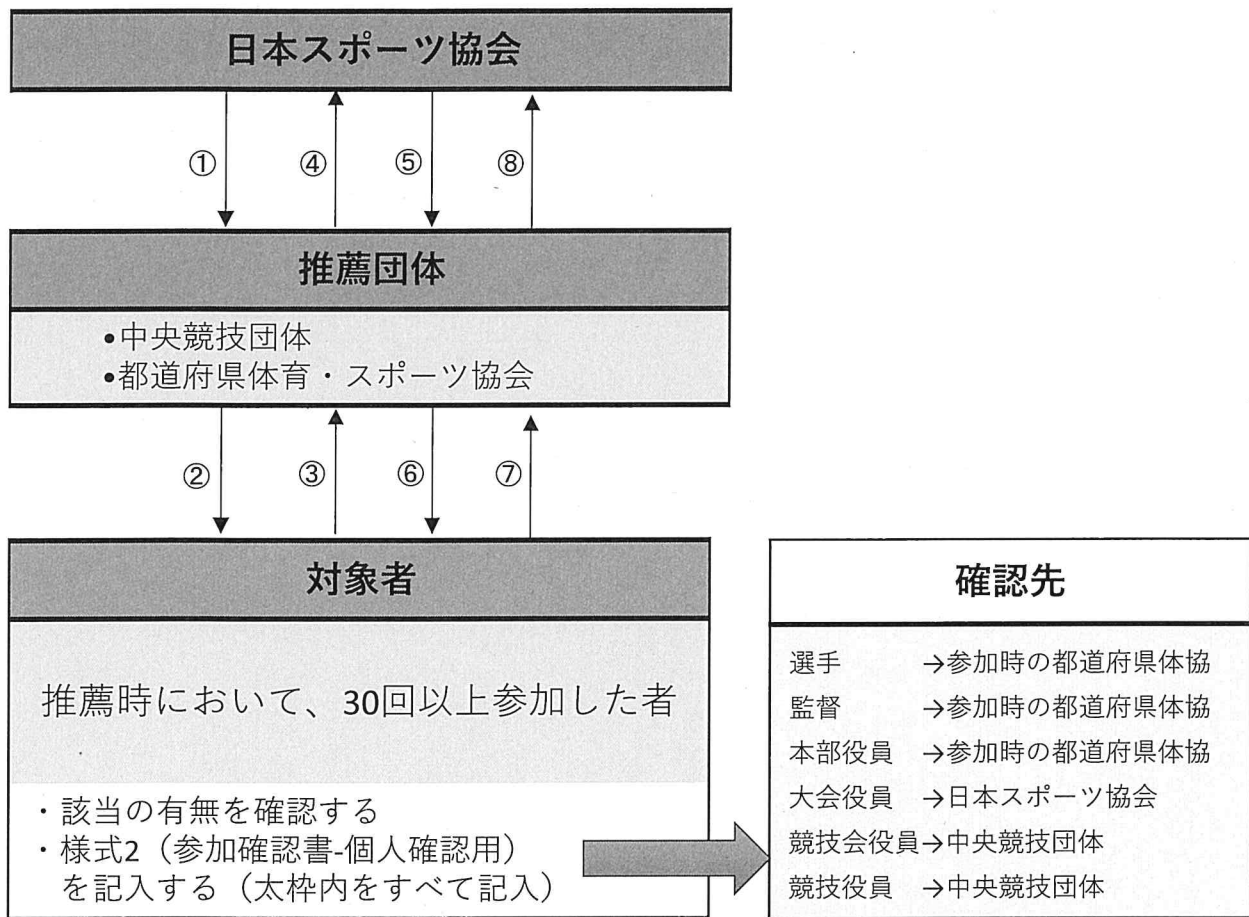 日本スポーツ協会
① ④ ⑤ ⑧
推薦団体
•中央競技団体
•都道府県体育・スポーツ協会
② ③ ⑥ ⑦
対象者
推薦時において、30回以上参加した者
・該当の有無を確認する
・様式2（参加確認書-個人確認用）
を記入する（太枠内をすべて記入）
確認先
選手 →参加時の都道府県体協
監督 →参加時の都道府県体協
本部役員 →参加時の都道府県体協
大会役員 →日本スポーツ協会
競技会役員→中央競技団体
競技役員 →中央競技団体